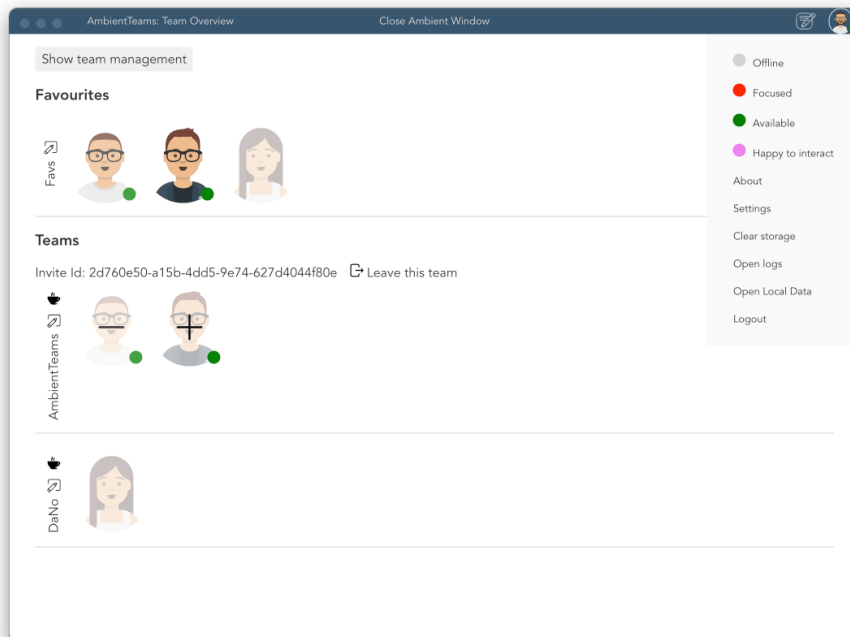 AmbientTeams: Team Overview
Close Ambient Window
Show team management
Favourites
Favs
Teams
Invite Id: 2d760e50-a15b-4dd5-9e74-627d4044f80e
Leave this team
AmbientTeams
DaNo
Offline
Focused
Available
Happy to interact
About
Settings
Clear storage
Open logs
Open Local Data
Logout